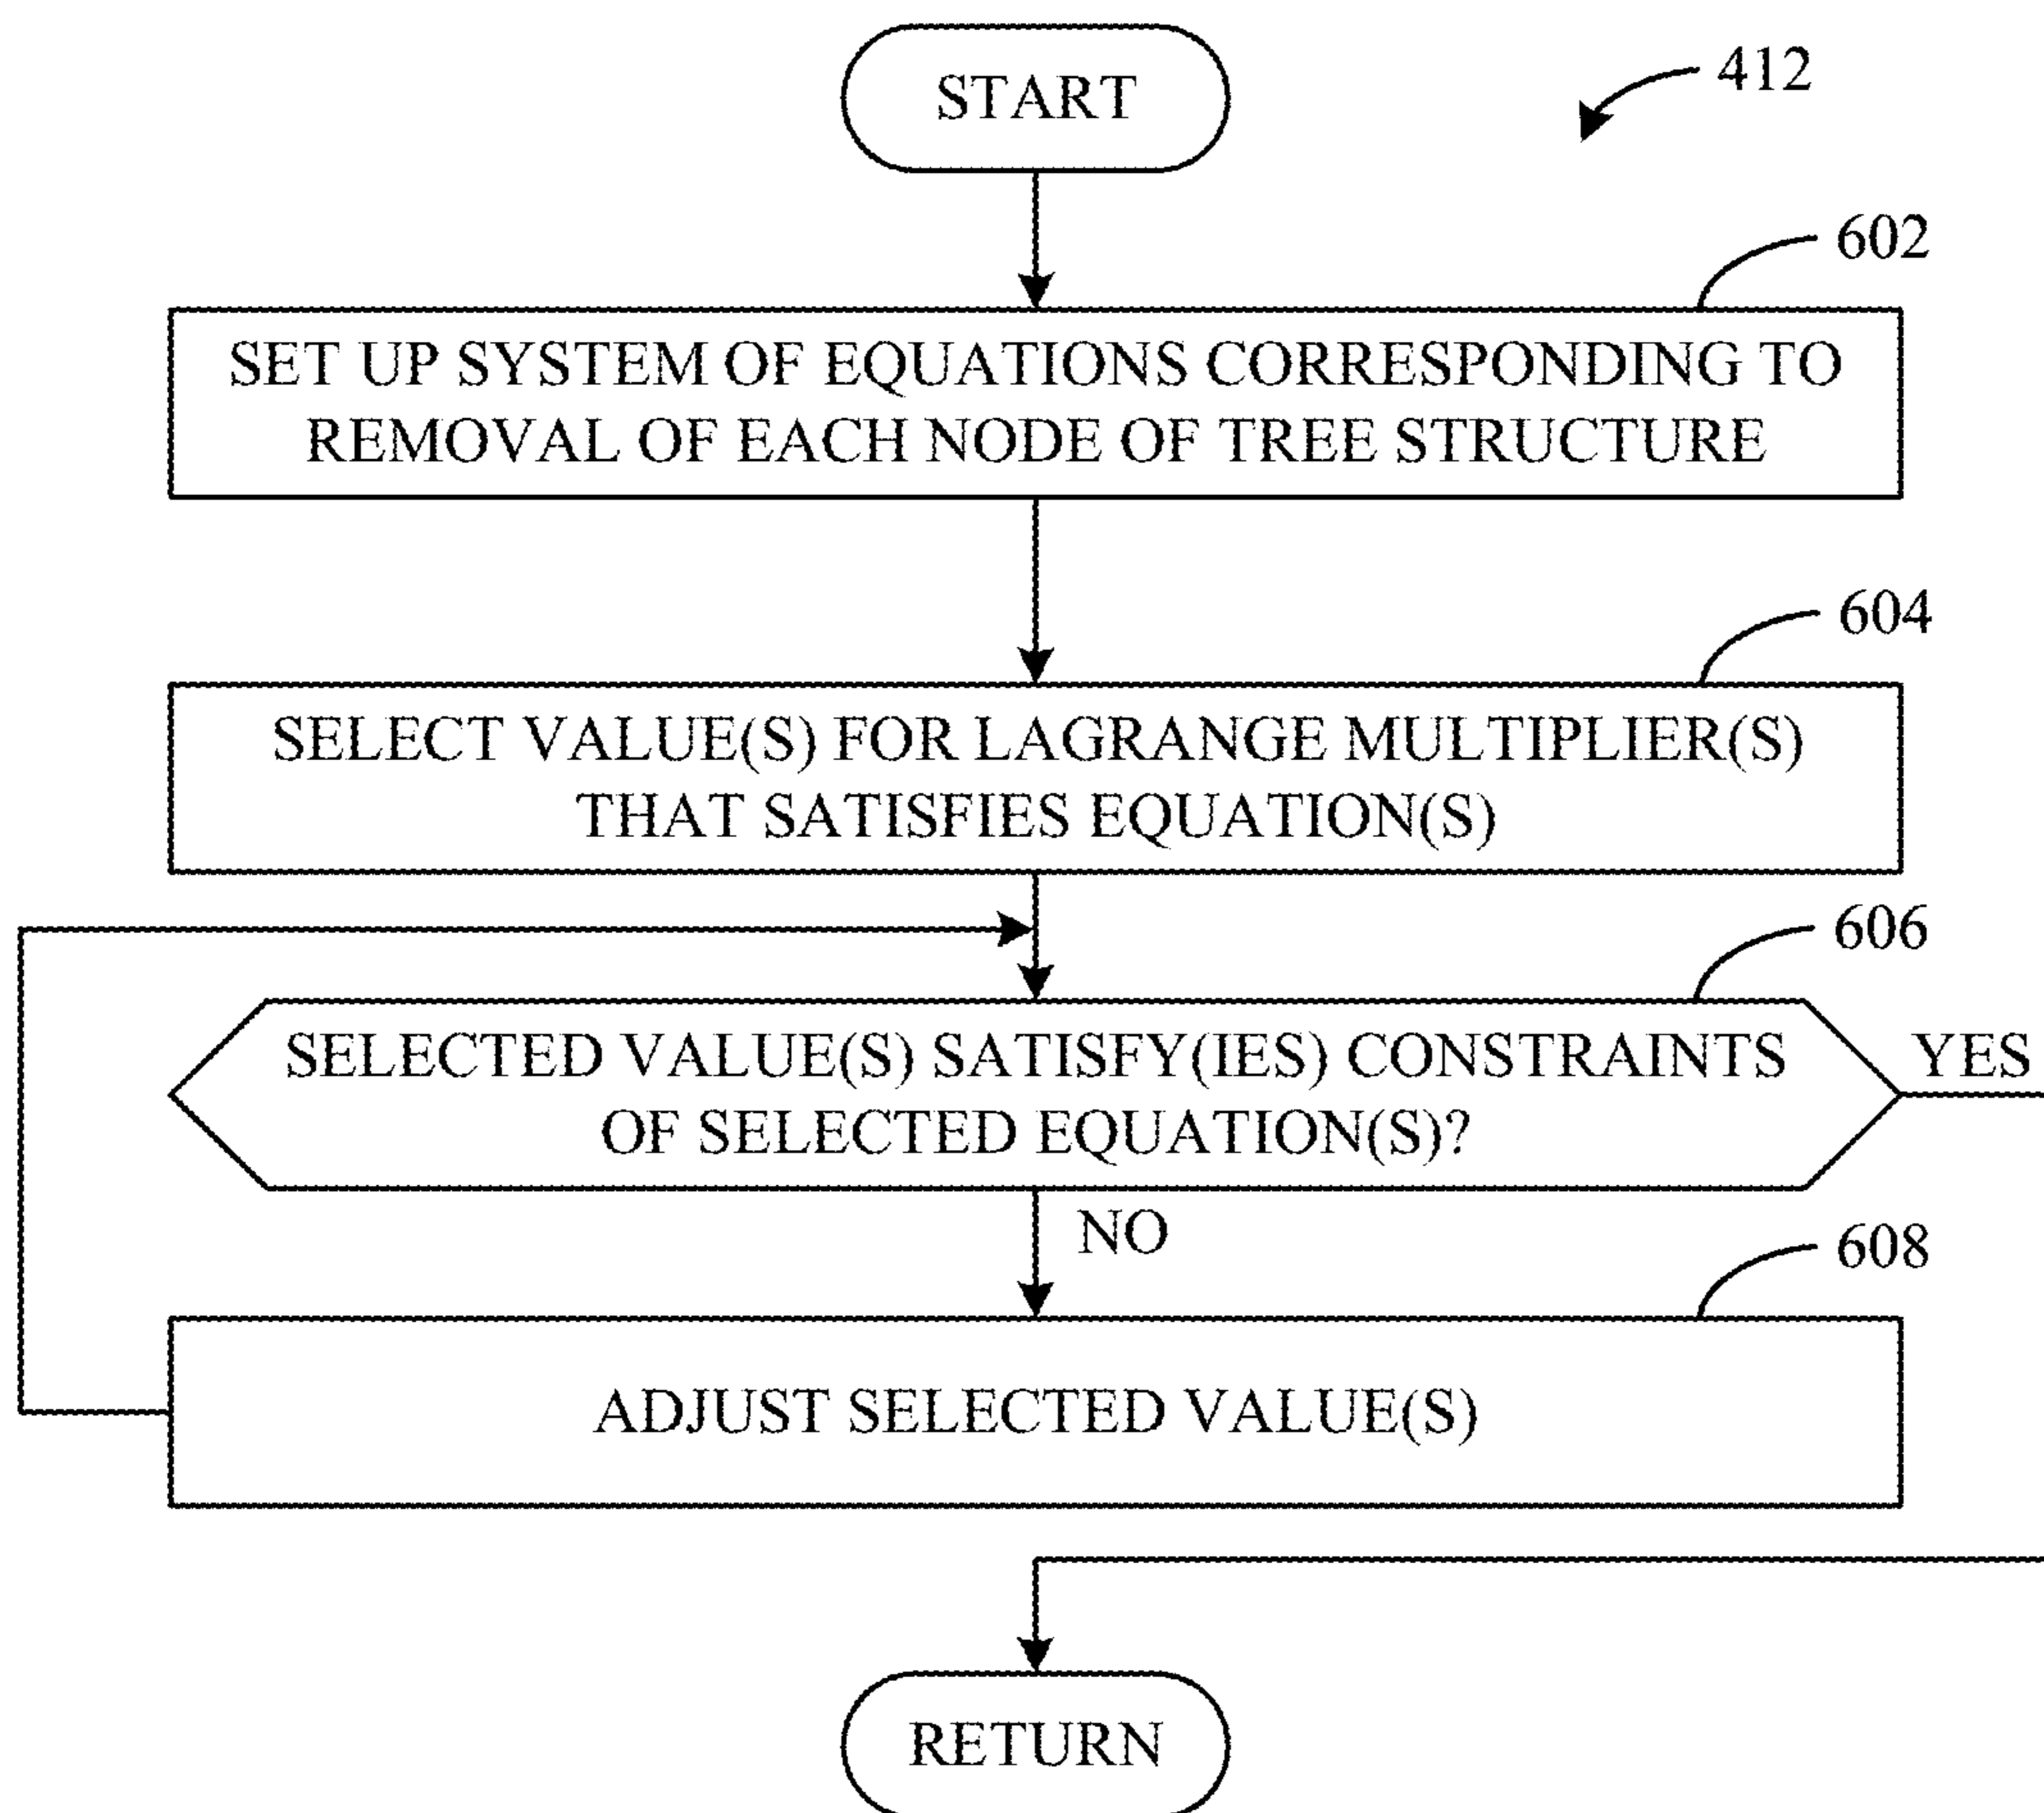 START
412
602
SET UP SYSTEM OF EQUATIONS CORRESPONDING TO
REMOVAL OF EACH NODE OF TREE STRUCTURE
604
SELECT VALUE(S) FOR LAGRANGE MULTIPLIER(S)
THAT SATISFIES EQUATION(S)
606
SELECTED VALUE(S) SATISFY(IES) CONSTRAINTS
OF SELECTED EQUATION(S)?
YES
NO
608
ADJUST SELECTED VALUE(S)
RETURN